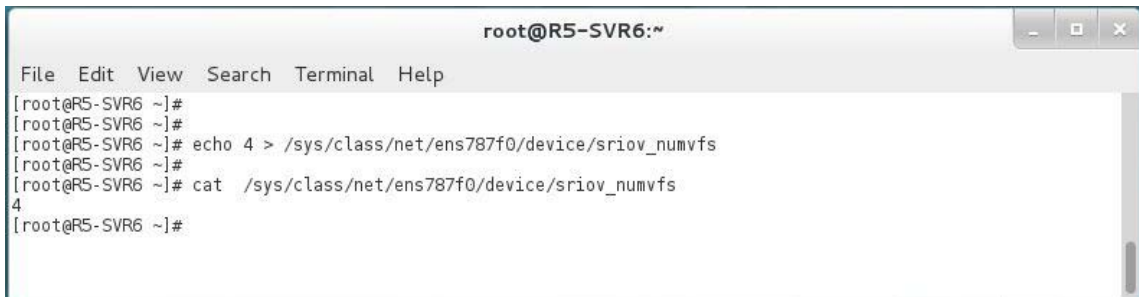 root@R5-SVR6:~
File Edit View Search Terminal Help
[root@R5-SVR6 ~]#
[root@R5-SVR6 ~]#
[root@R5-SVR6 ~]# echo 4 > /sys/class/net/ens787f0/device/sriov_numvfs
[root@R5-SVR6 ~]#
[root@R5-SVR6 ~]# cat  /sys/class/net/ens787f0/device/sriov_numvfs
4
[root@R5-SVR6 ~]#